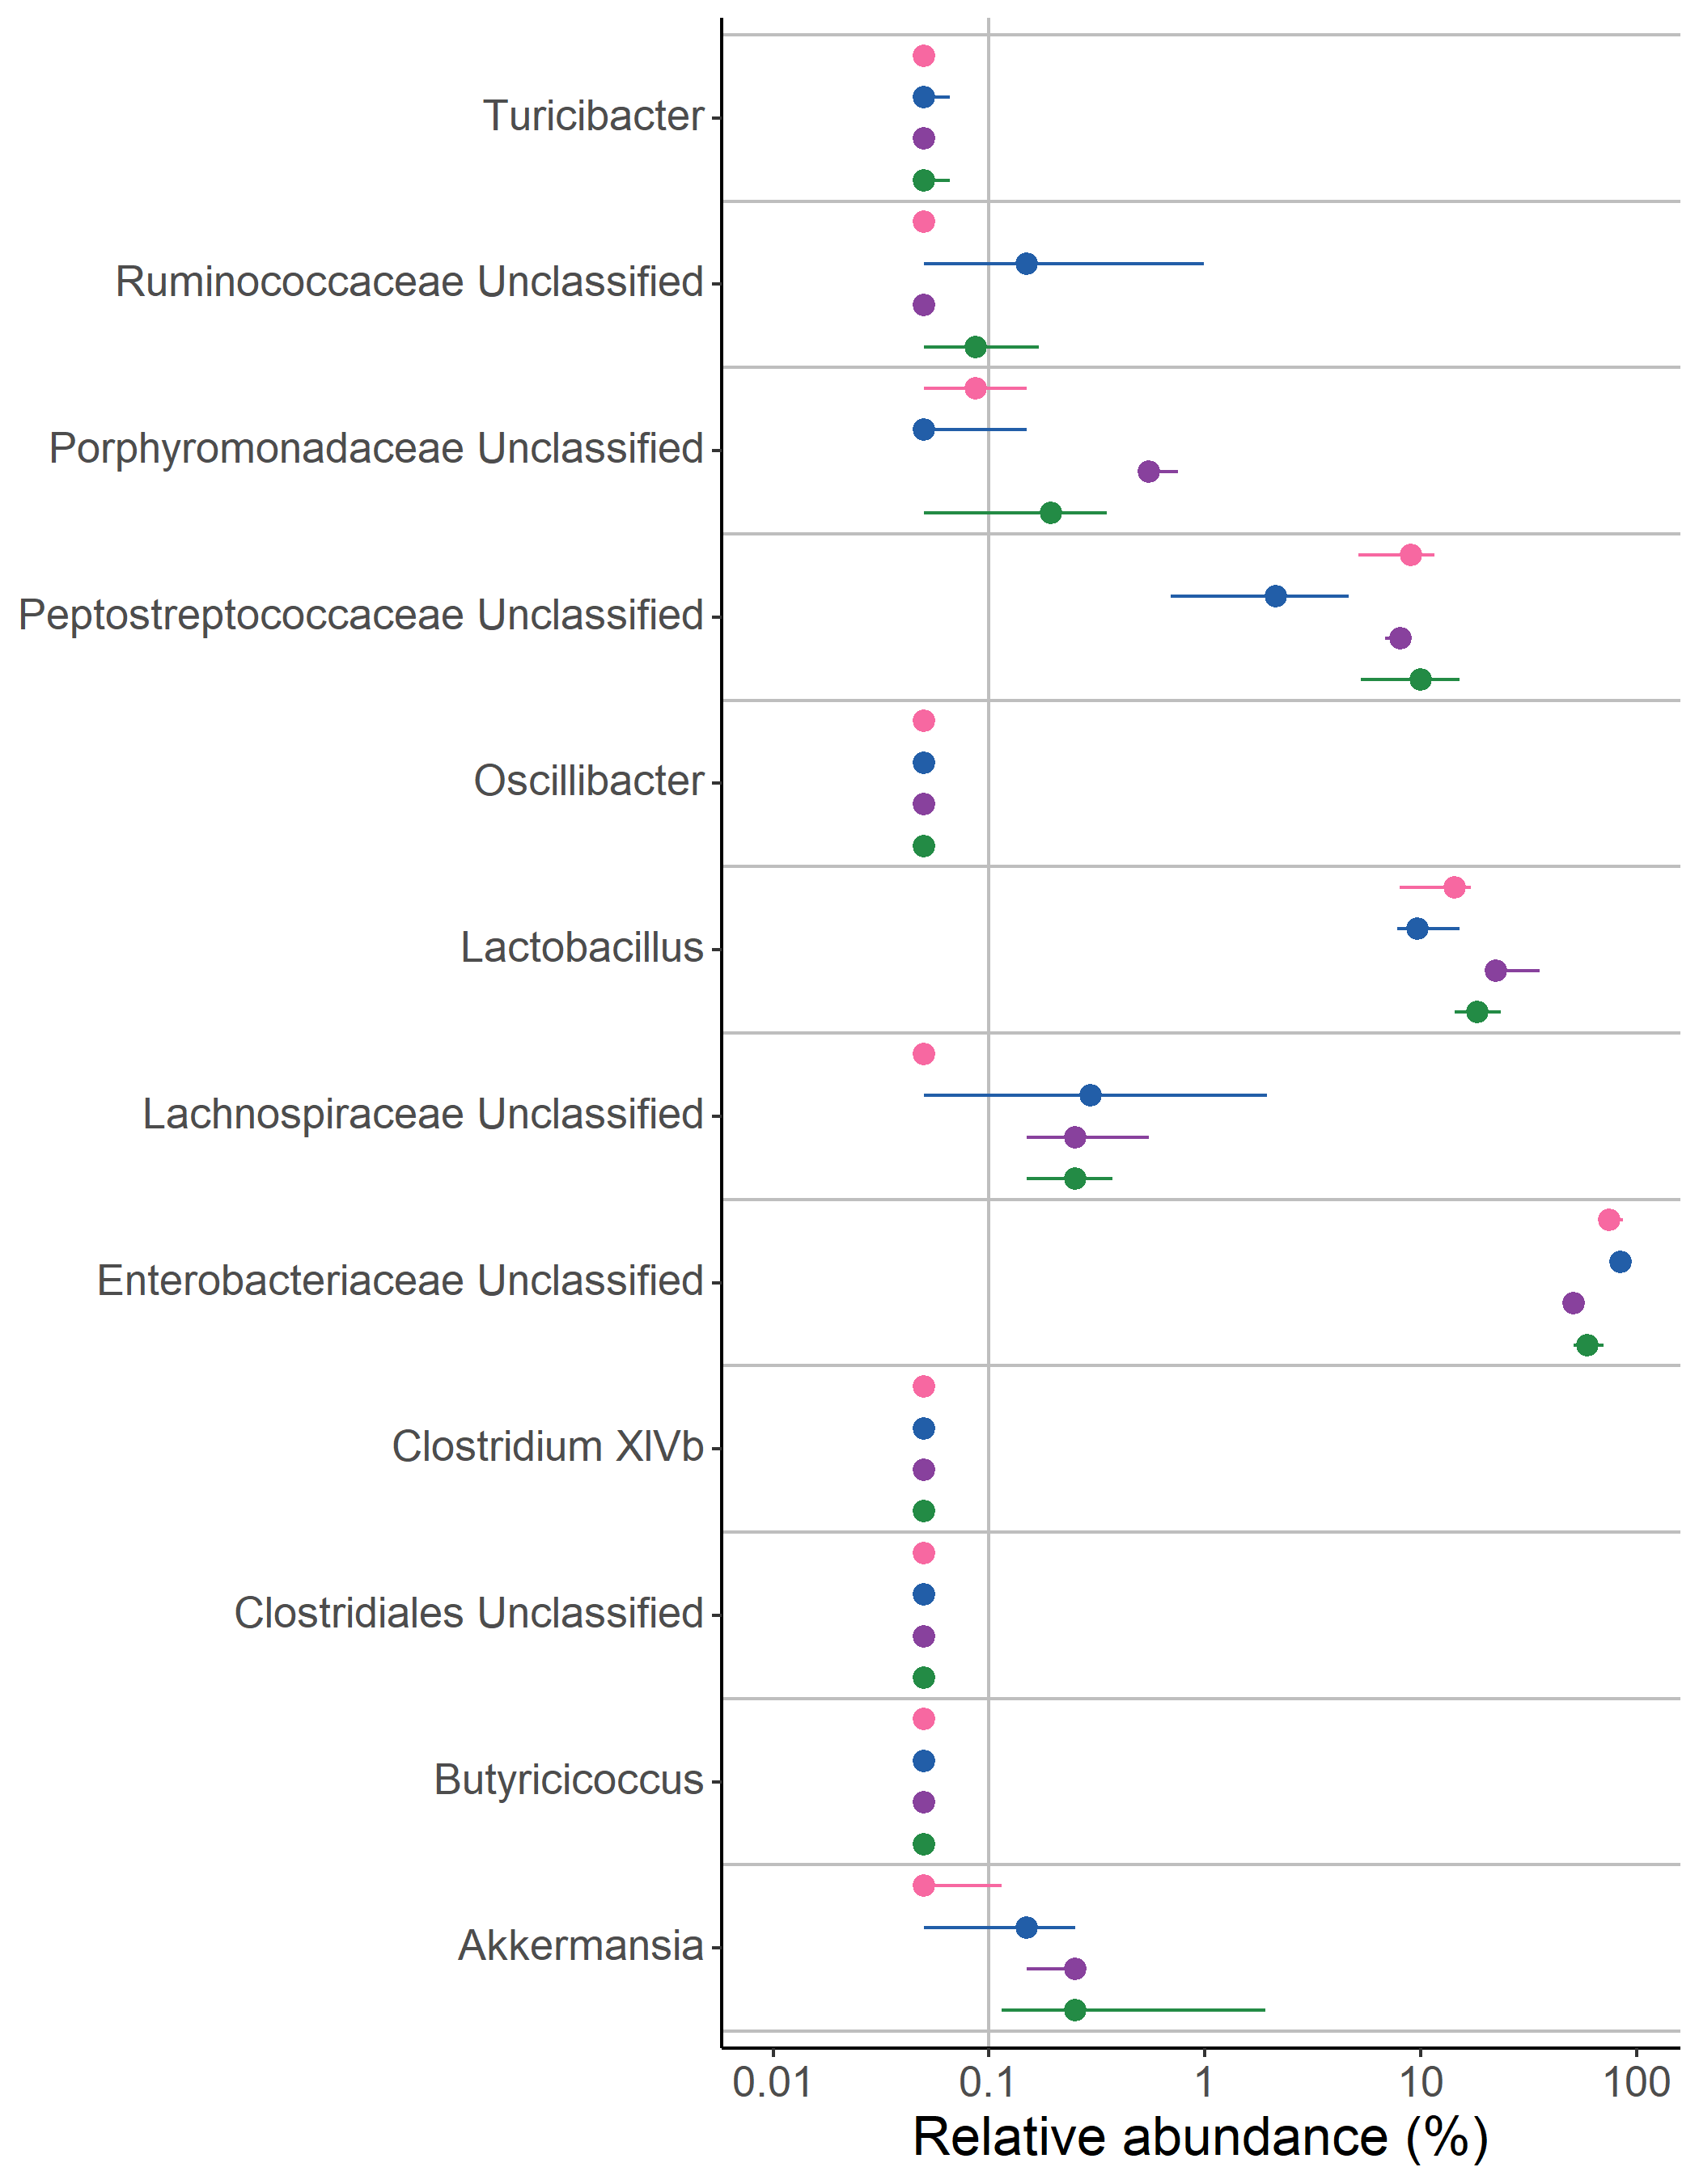 Turicibacter
Ruminococcaceae Unclassified
Porphyromonadaceae Unclassified
Peptostreptococcaceae Unclassified
Oscillibacter
Lactobacillus
Lachnospiraceae Unclassified
Enterobacteriaceae Unclassified
Clostridium XIVb
Clostridiales Unclassified
Butyricicoccus
Akkermansia
0.01 0.1 1 10 100
Relative abundance (%)